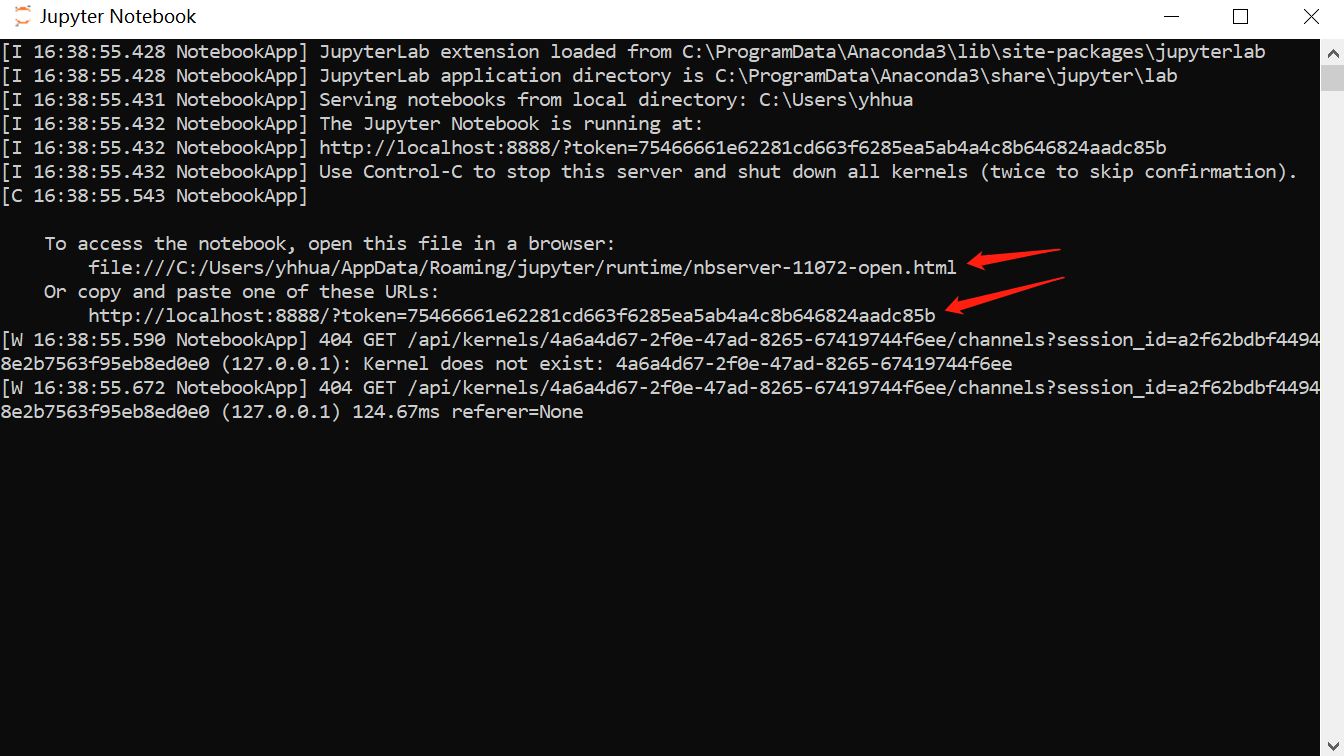 Jupyter Notebook
[I 16:38:55.428 NotebookApp] JupyterLab extension loaded from C:\ProgramData\Anaconda3\lib\site-packages\jupyterlab
[I 16:38:55.428 NotebookApp] JupyterLab application directory is C:\ProgramData\Anaconda3\share\jupyter\lab
[I 16:38:55.431 NotebookApp] Serving notebooks from local directory: C:\Users\yhhua
[I 16:38:55.432 NotebookApp] The Jupyter Notebook is running at:
[I 16:38:55.432 NotebookApp] http://localhost:8888/?token=75466661e62281cd663f6285ea5ab4a4c8b646824aadc85b
[I 16:38:55.432 NotebookApp] Use Control-C to stop this server and shut down all kernels (twice to skip confirmation).
[C 16:38:55.543 NotebookApp]
To access the notebook, open this file in a browser:
file:///C:/Users/yhhua/AppData/Roaming/jupyter/runtime/nbserver-11072-open.html
Or copy and paste one of these URLs:
http://localhost:8888/?token=75466661e62281cd663f6285ea5ab4a4c8b646824aadc85b
[W 16:38:55.590 NotebookApp] 404 GET /api/kernels/4a6a4d67-2f0e-47ad-8265-67419744f6ee/channels?session_id=a2f62bdbf4494
8e2b7563f95eb8ed0e0 (127.0.0.1): Kernel does not exist: 4a6a4d67-2f0e-47ad-8265-67419744f6ee
[W 16:38:55.672 NotebookApp] 404 GET /api/kernels/4a6a4d67-2f0e-47ad-8265-67419744f6ee/channels?session_id=a2f62bdbf4494
8e2b7563f95eb8ed0e0 (127.0.0.1) 124.67ms referer=None